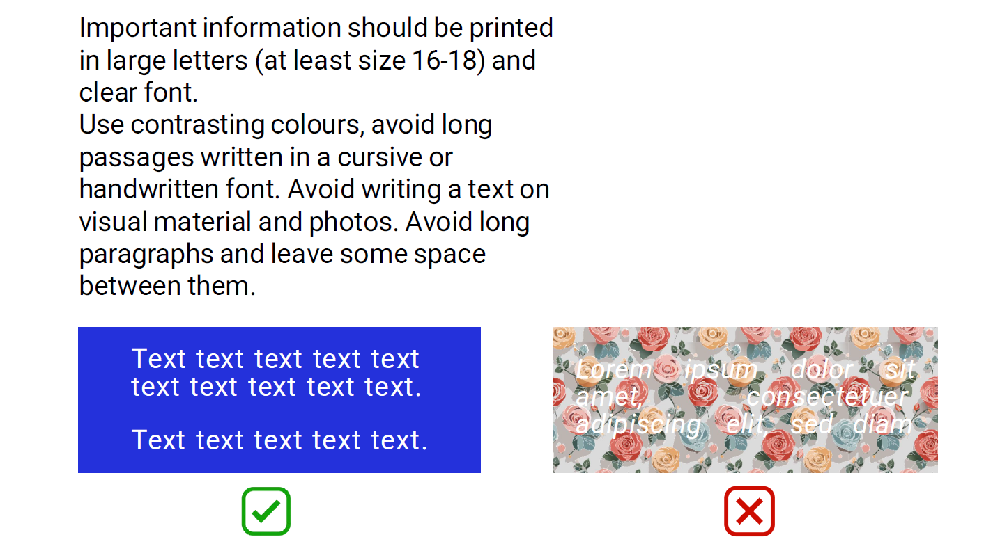 Important information should be printed
in large letters (at least size 16-18) and
clear font.
Use contrasting colours, avoid long
passages written in a cursive or
handwritten font. Avoid writing a text on
visual material and photos. Avoid long
paragraphs and leave some space
between them.
Text text text text text
text text text text text.
Text text text text text.
Lorem ipsum dolor sit
amet, consectetuer
adipiscing elit, sed diam